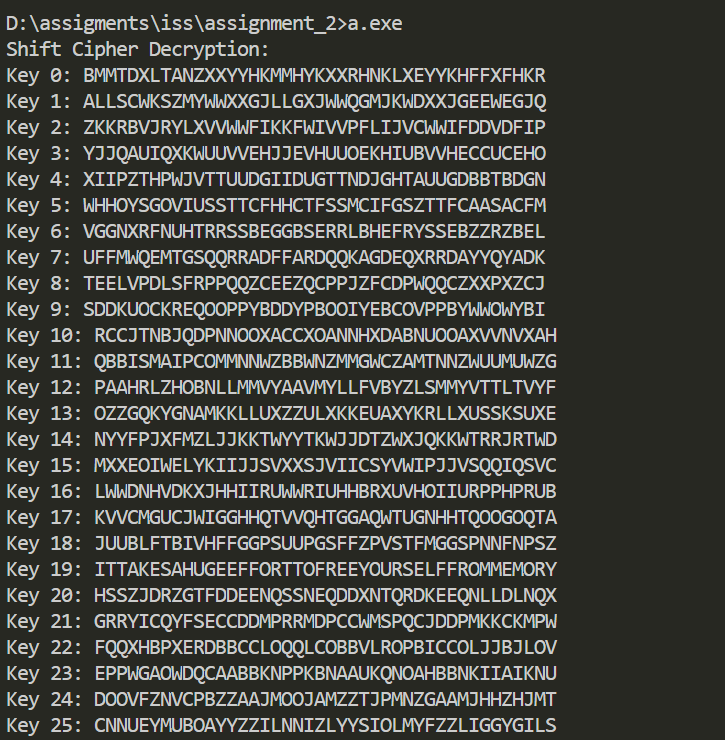 D:\assigments\iss\assignment_2>a.exe
Shift Cipher Decryption:
Key 0: BMMTDXLTANZXXYYHKMMHYKXXRHNKLXEYYKHFFXFHKR
Key 1: ALLSCWKSZMYWWXXGJLLGXJWWQGMJKWDXXJGEEWEGJQ
Key 2: ZKKRBVJRYLXVVWWFIKKFWIVVPFLIJVCWWIFDDVDFIP
Key 3: YJJQAUIQXKWUUVVEHJJEVHUUOEKHIUBVVHECCUCEHO
Key 4: XIIPZTHPWJVTTUUDGIIDUGTTNDJGHTAUUGDBBTBDGN
Key 5: WHHOYSGOVIUSSTTCFHHCTFSSMCIFGSZTTFCAASACFM
Key 6: VGGNXRFNUHTRRSSBEGGBSERRLBHEFRYSSEBZZRZBEL
Key 7: UFFMWQEMTGSQQRRADFFARDQQKAGDEQXRRDAYYQYADK
Key 8: TEELVPDLSFRPPQQZCEEZQCPPJZFCDPWQQCZXXPXZCJ
Key 9: SDDKUOCKREQOOPPYBDDYPBOOIYEBCOVPPBYWWOWYBI
Key 10: RCCJTNBJQDPNNOOXACCXOANNHXDABNUOOAXVVNVXAH
Key 11: QBBISMAIPCOMMNNWZBBWNZMMGWCZAMTNNZWUUMUWZG
Key 12: PAAHRLZHOBNLLMMVYAAVMYLLFVBYZLSMMYVTTLTVYF
Key 13: OZZGQKYGNAMKKLLUXZZULXKKEUAXYKRLLXUSSKSUXE
Key 14: NYYFPJXFMZLJJKKTWYYTKWJJDTZWXJQKKWTRRJRTWD
Key 15: MXXEOIWELYKIIJJSVXXSJVIICSYVWIPJJVSQQIQSVC
Key 16: LWWDNHVDKXJHHIIRUWWRIUHHBRXUVHOIIURPPHPRUB
Key 17: KVVCMGUCJWIGGHHQTVVQHTGGAQWTUGNHHTQOOGOQTA
Key 18: JUUBLFTBIVHFFGGPSUUPGSFFZPVSTFMGGSPNNFNPSZ
Key 19: ITTAKESAHUGEEFFORTTOFREEYOURSELFFROMMEMORY
Key 20: HSSZJDRZGTFDDEENQSSNEQDDXNTQRDKEEQNLLDLNQX
Key 21: GRRYICQYFSECCDDMPRRMDPCCWMSPQCJDDPMKKCKMPW
Key 22: FQQXHBPXERDBBCCLOQQLCOBBVLROPBICCOLJJBJLOV
Key 23: EPPWGAOWDQCAABBKNPPKBNAAUKQNOAHBBNKIIAIKNU
Key 24: DOOVFZNVCPBZZAAJMOOJAMZZTJPMNZGAAMJHHZHJMT
Key 25: CNNUEYMUBOAYYZZILNNIZLYYSIOLMYFZZLIGGYGILS